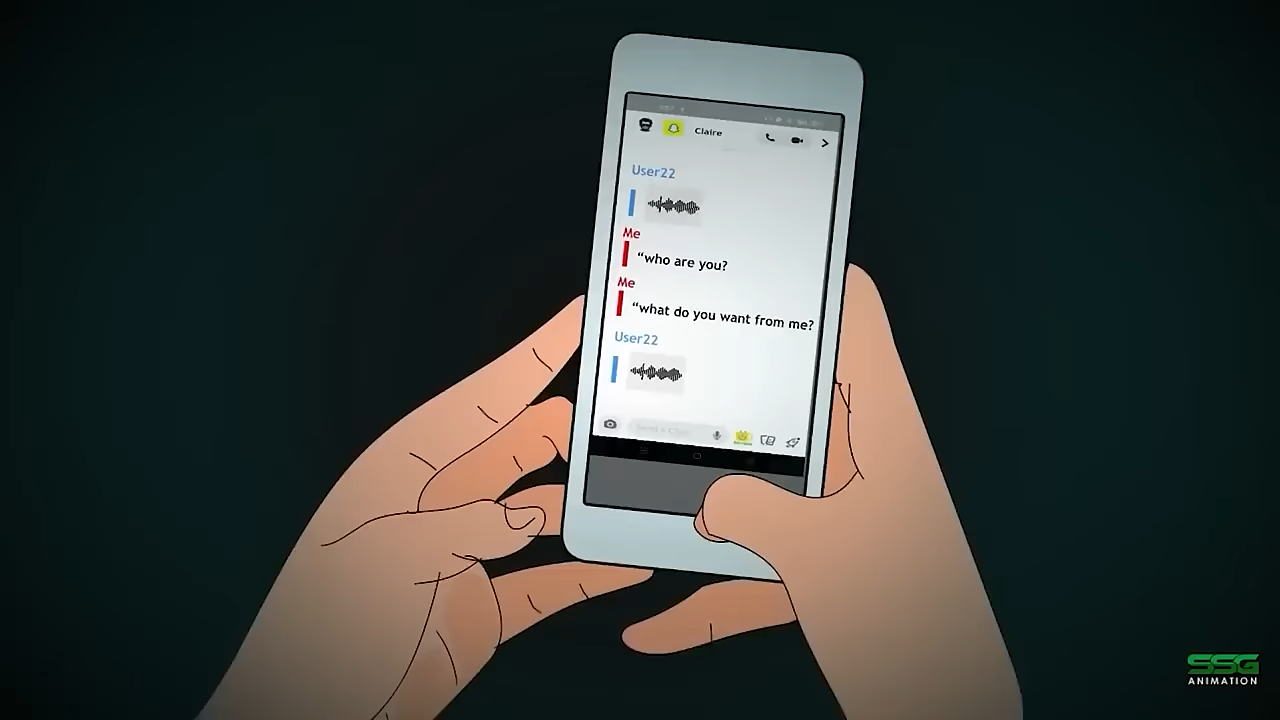 Claire
User22
Me
“who are you?
Me
“what do you want from me?
User22
SSG
ANIMATION